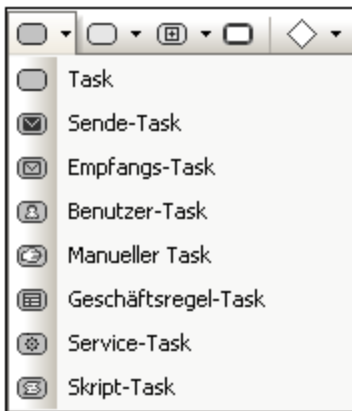 Task
Sende-Task
Empfangs-Task
Benutzer-Task
Manueller Task
Geschäftsregel-Task
Service-Task
Skript-Task